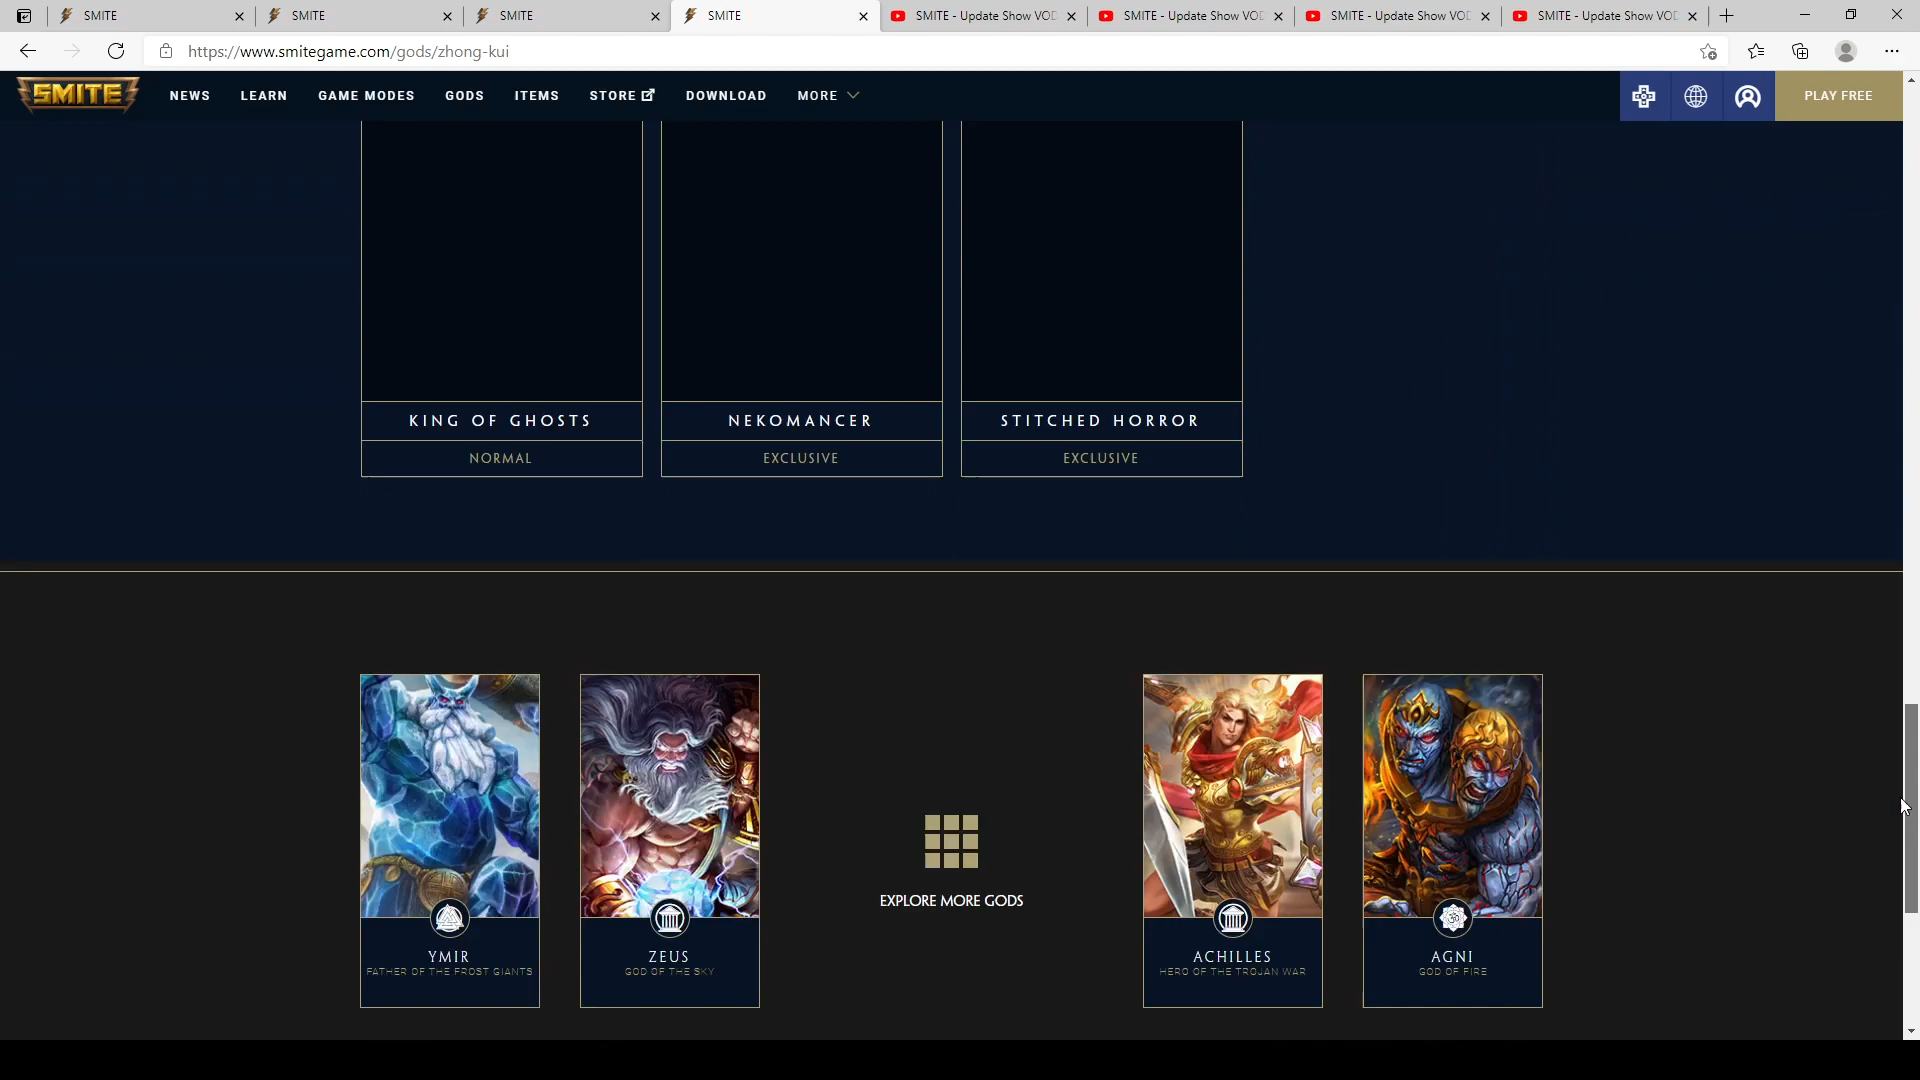 SMITE
SMITE
SMITE
SMITE
SMITE - Update Show VOD
SMITE - Update Show VOD
SMITE - Update Show VOD
SMITE - Update Show VOD
https://www.smitegame.com/gods/zhong-kui
SMITE
NEWS
LEARN
GAME MODES
GODS
ITEMS
STORE
DOWNLOAD
MORE
PLAY FREE
KING OF GHOSTS
NORMAL
NEKOMANCER
EXCLUSIVE
STITCHED HORROR
EXCLUSIVE
YMIR
FATHER OF THE FROST GIANTS
ZEUS
GOD OF THE SKY
EXPLORE MORE GODS
ACHILLES
HERO OF THE TROJAN WAR
AGNI
GOD OF FIRE